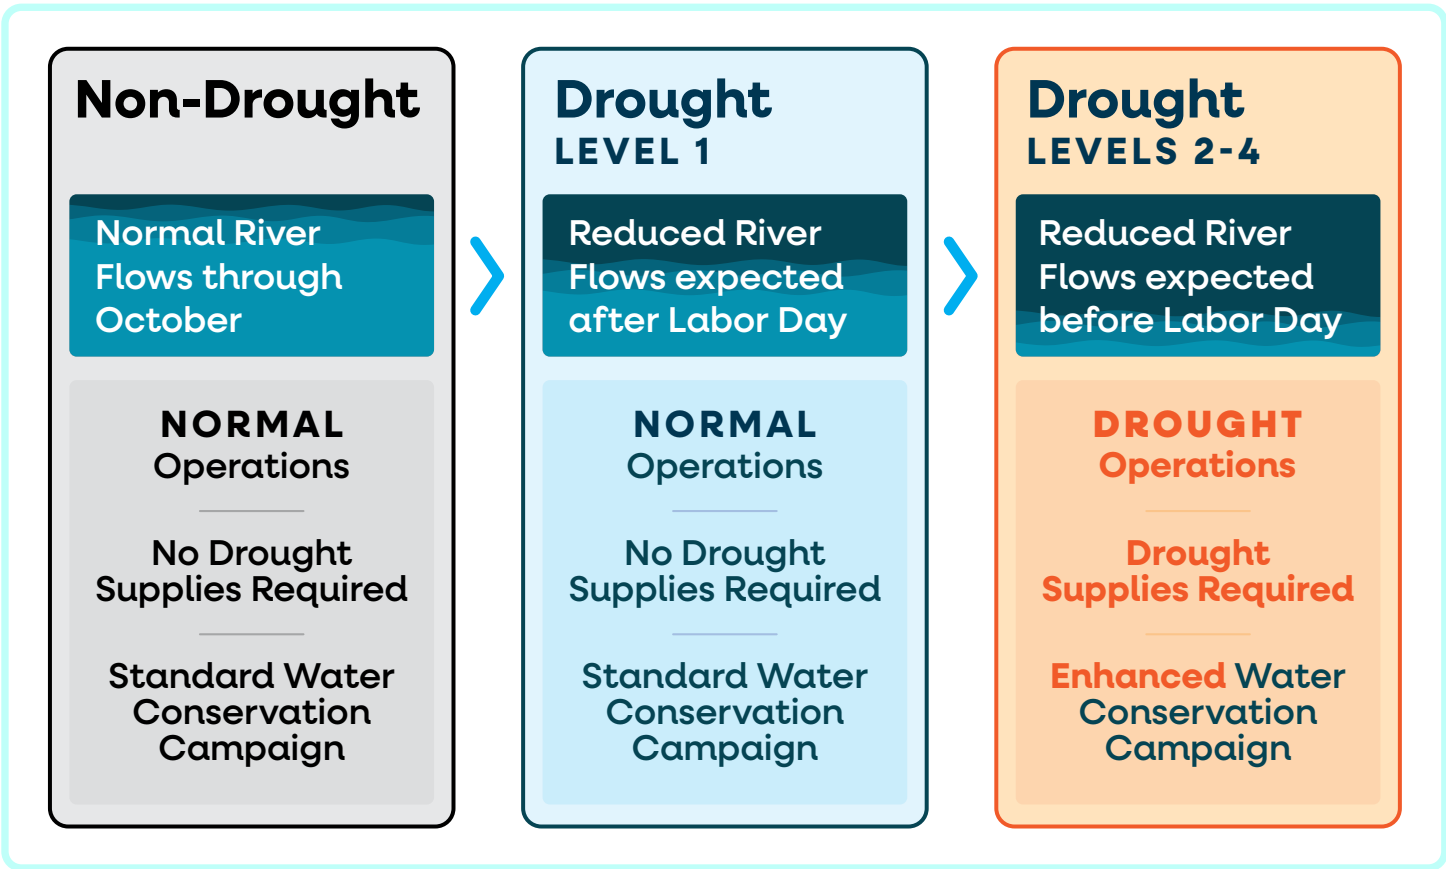 Non-Drought
Normal River
Flows through
October
NORMAL
Operations
No Drought
Supplies Required
Standard Water
Conservation
Campaign
Drought
LEVEL 1
Reduced River
Flows expected
after Labor Day
NORMAL
Operations
No Drought
Supplies Required
Standard Water
Conservation
Campaign
Drought
LEVELS 2-4
Reduced River
Flows expected
before Labor Day
DROUGHT
Operations
Drought
Supplies Required
Enhanced Water
Conservation
Campaign